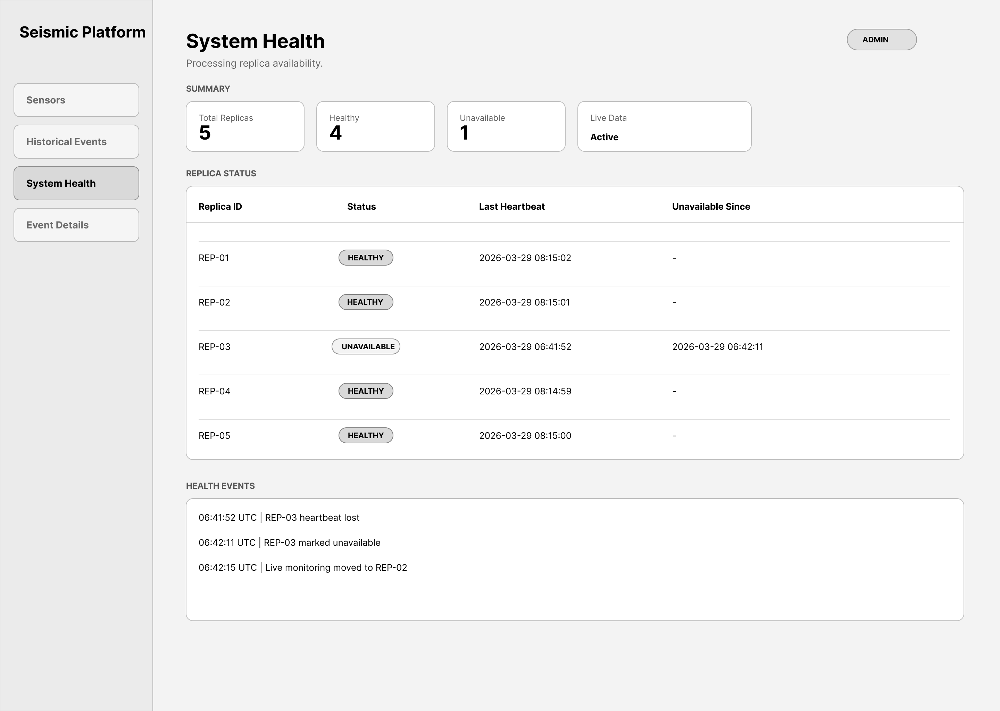 Seismic Platform
Sensors
Historical Events
System Health
Event Details
System Health
ADMIN
Processing replica availability.
SUMMARY
Total Replicas
5
Healthy
4
Unavailable
1
Live Data
Active
REPLICA STATUS
Replica ID Status Last Heartbeat Unavailable Since
REP-01 HEALTHY 2026-03-29 08:15:02 -
REP-02 HEALTHY 2026-03-29 08:15:01 -
REP-03 UNAVAILABLE 2026-03-29 06:41:52 2026-03-29 06:42:11
REP-04 HEALTHY 2026-03-29 08:14:59 -
REP-05 HEALTHY 2026-03-29 08:15:00 -
HEALTH EVENTS
06:41:52 UTC | REP-03 heartbeat lost
06:42:11 UTC | REP-03 marked unavailable
06:42:15 UTC | Live monitoring moved to REP-02